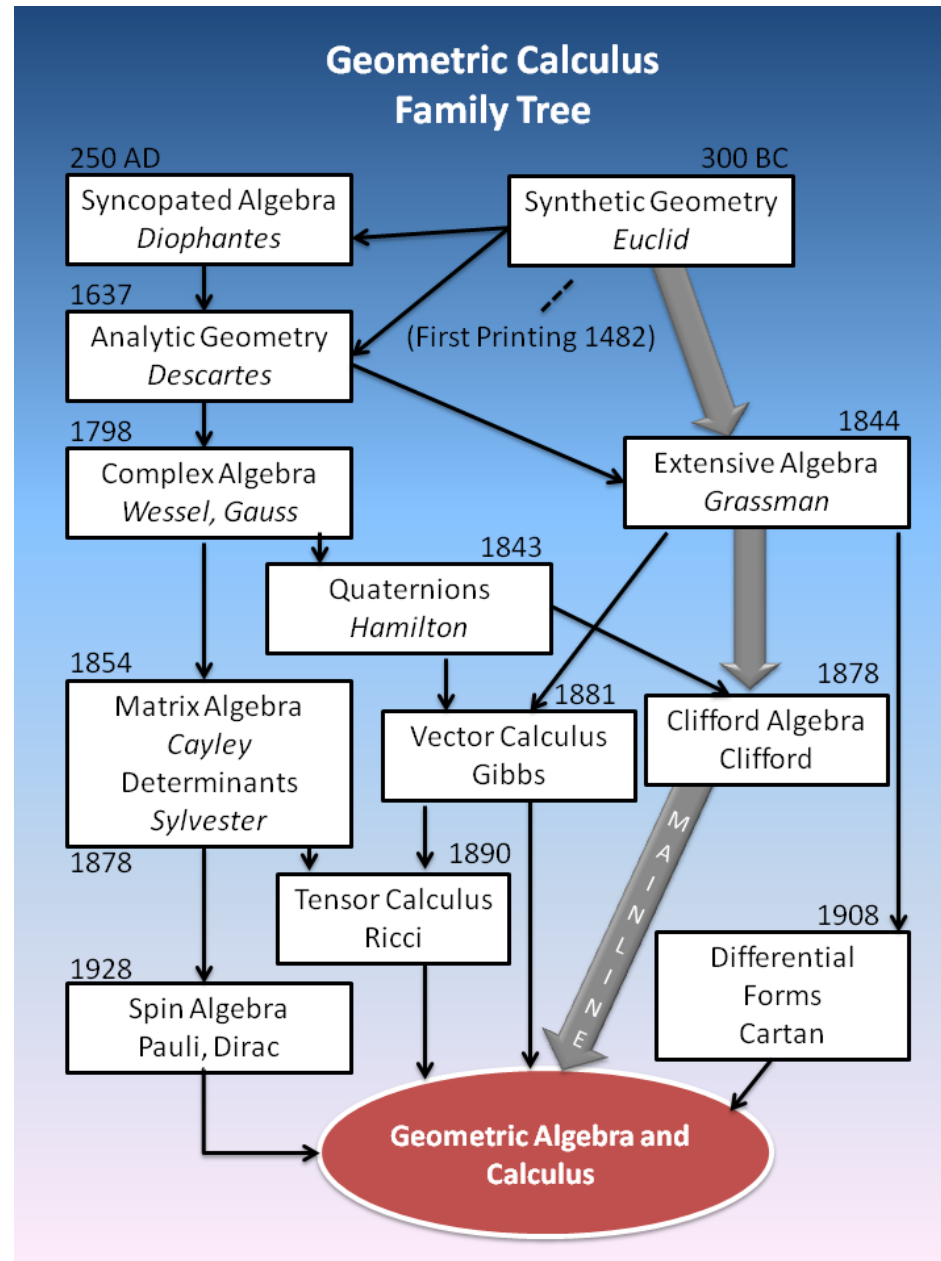 Geometric Calculus
Family Tree
250 AD
Syncopated Algebra
Diophantes
300 BC
Synthetic Geometry
Euclid
(First Printing 1482)
1637
Analytic Geometry
Descartes
1798
Complex Algebra
Wessel, Gauss
1844
Extensive Algebra
Grassman
1843
Quaternions
Hamilton
1854
Matrix Algebra
Cayley
Determinants
Sylvester
1878
1881
Vector Calculus
Gibbs
1878
Clifford Algebra
Clifford
MAINLINE
1890
Tensor Calculus
Ricci
1908
Differential
Forms
Cartan
1928
Spin Algebra
Pauli, Dirac
Geometric Algebra and
Calculus